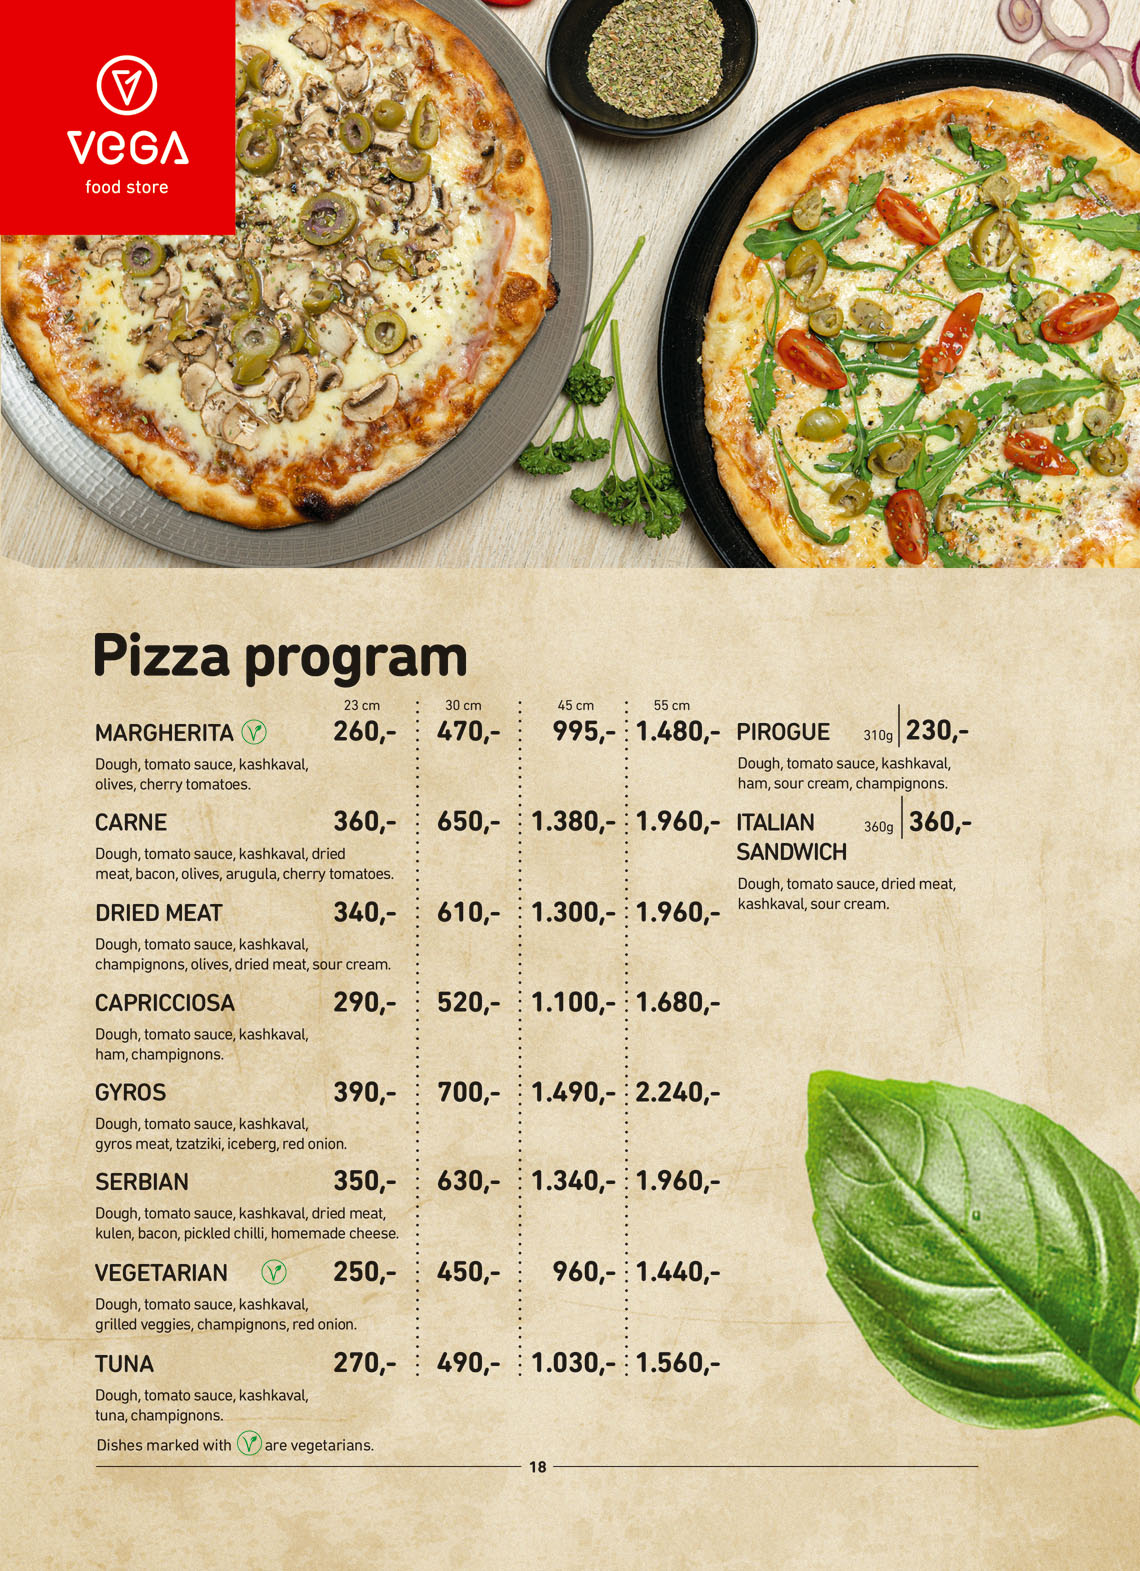 VEGA
food store
Pizza program
23 cm 30 cm 45 cm 55 cm
MARGHERITA 260,- 470,- 995,- 1.480,-
Dough, tomato sauce, kashkaval,
olives, cherry tomatoes.
CARNE 360,- 650,- 1.380,- 1.960,-
Dough, tomato sauce, kashkaval, dried
meat, bacon, olives, arugula, cherry tomatoes.
DRIED MEAT 340,- 610,- 1.300,- 1.960,-
Dough, tomato sauce, kashkaval,
champignons, olives, dried meat, sour cream.
CAPRICCIOSA 290,- 520,- 1.100,- 1.680,-
Dough, tomato sauce, kashkaval,
ham, champignons.
GYROS 390,- 700,- 1.490,- 2.240,-
Dough, tomato sauce, kashkaval,
gyros meat, tzatziki, iceberg, red onion.
SERBIAN 350,- 630,- 1.340,- 1.960,-
Dough, tomato sauce, kashkaval, dried meat,
kulen, bacon, pickled chilli, homemade cheese.
VEGETARIAN 250,- 450,- 960,- 1.440,-
Dough, tomato sauce, kashkaval,
grilled veggies, champignons, red onion.
TUNA 270,- 490,- 1.030,- 1.560,-
Dough, tomato sauce, kashkaval,
tuna, champignons.
Dishes marked with V are vegetarians.
PIROGUE 310g 230,-
Dough, tomato sauce, kashkaval,
ham, sour cream, champignons.
ITALIAN 360g 360,-
SANDWICH
Dough, tomato sauce, dried meat,
kashkaval, sour cream.
18